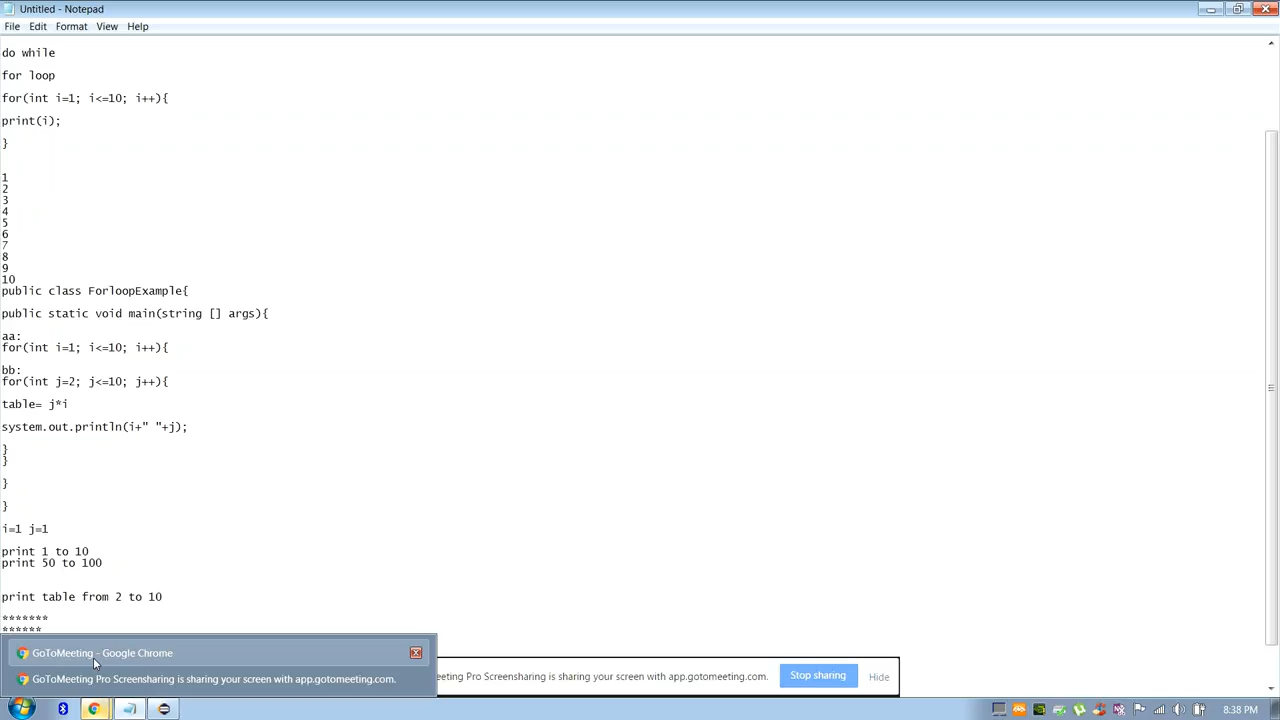 Untitled - Notepad
File Edit Format View Help
do while
for loop
for(int i=1; i<=10; i++){
print(i);
}
1
2
3
4
5
6
7
8
9
10
public class ForloopExample{
public static void main(string [] args){
aa:
for(int i=1; i<=10; i++){
bb:
for(int j=2; j<=10; j++){
table= j*i
system.out.println(i+" "+j);
}
}
}
}
i=1 j=1
print 1 to 10
print 50 to 100
print table from 2 to 10
*******
******
GoToMeeting - Google Chrome
GoToMeeting Pro Screensharing is sharing your screen with app.gotomeeting.com.
eeting Pro Screensharing is sharing your screen with app.gotomeeting.com.
Stop sharing
Hide
8:38 PM